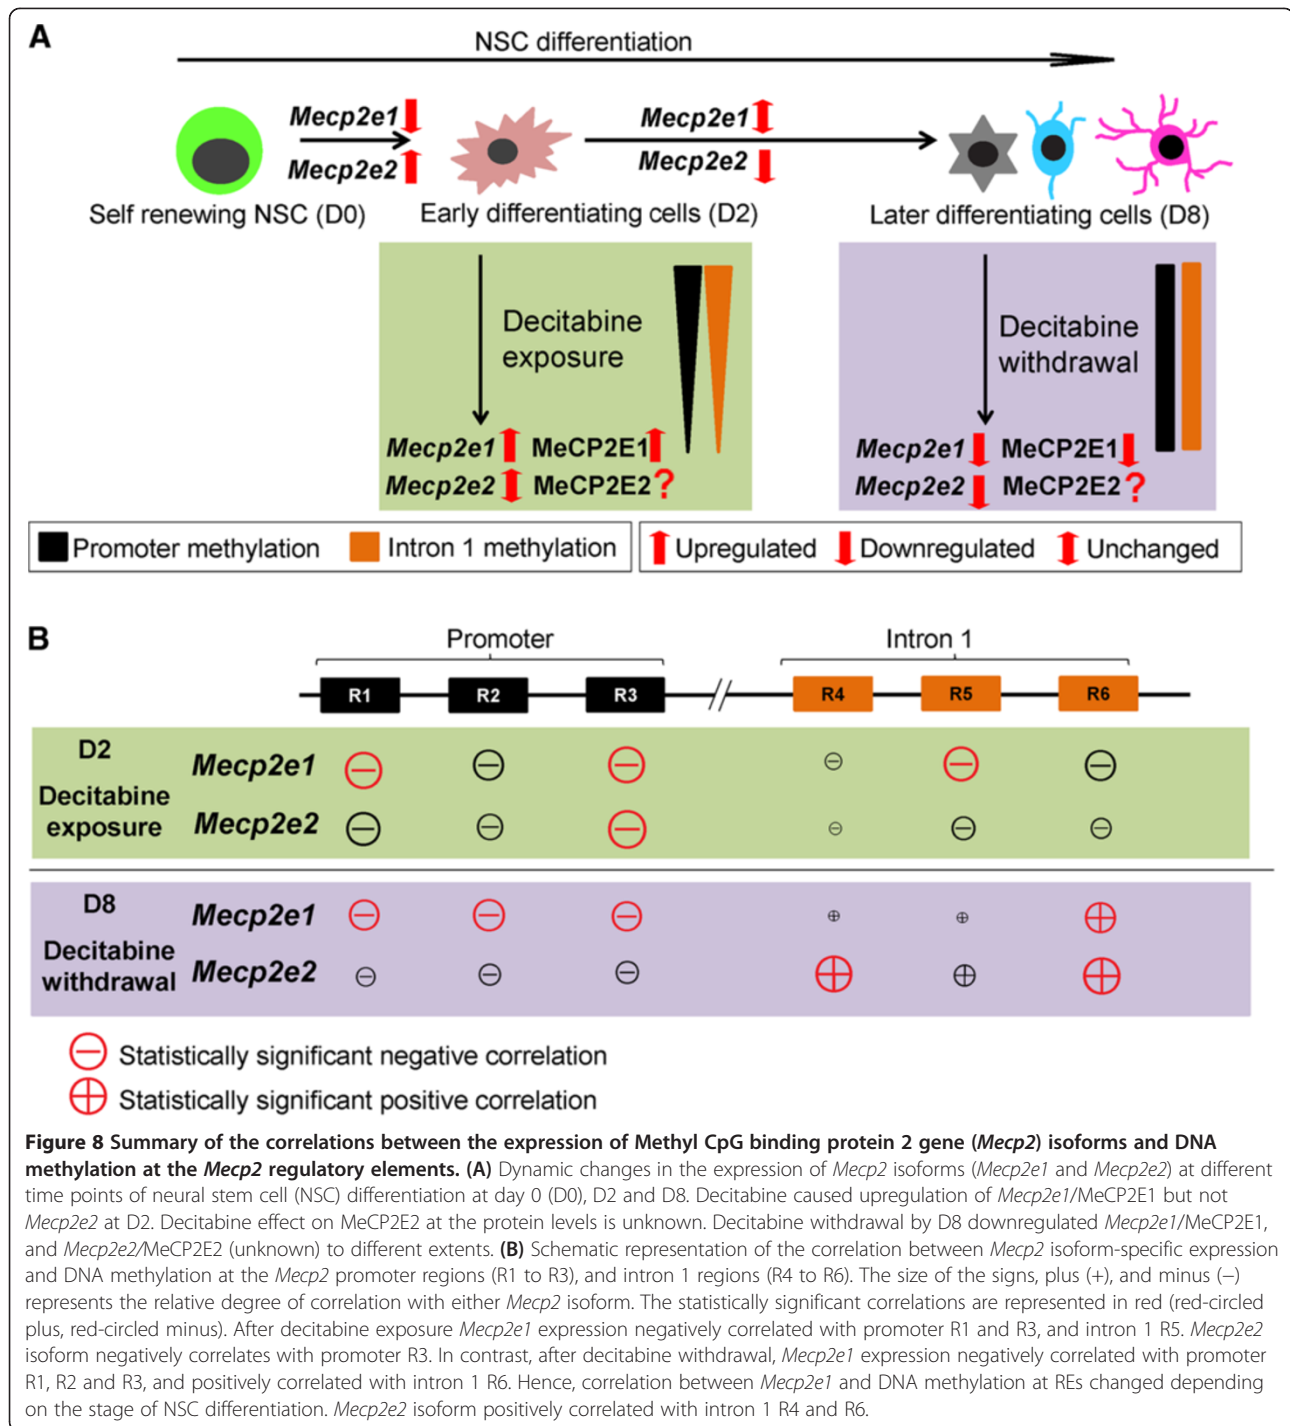 A
NSC differentiation
Mecp2e1
Mecp2e2
Mecp2e1
Mecp2e2
Self renewing NSC (D0)
Early differentiating cells (D2)
Later differentiating cells (D8)
Decitabine
exposure
Mecp2e1 MeCP2E1
Mecp2e2 MeCP2E2 ?
Decitabine
withdrawal
Mecp2e1 MeCP2E1
Mecp2e2 MeCP2E2 ?
Promoter methylation Intron 1 methylation
Upregulated Downregulated Unchanged
B
Promoter Intron 1
R1 R2 R3 R4 R5 R6
D2
Decitabine
exposure
Mecp2e1
Mecp2e2
D8
Decitabine
withdrawal
Mecp2e1
Mecp2e2
Statistically significant negative correlation
Statistically significant positive correlation
Figure 8 Summary of the correlations between the expression of Methyl CpG binding protein 2 gene (Mecp2) isoforms and DNA
methylation at the Mecp2 regulatory elements. (A) Dynamic changes in the expression of Mecp2 isoforms (Mecp2e1 and Mecp2e2) at different
time points of neural stem cell (NSC) differentiation at day 0 (D0), D2 and D8. Decitabine caused upregulation of Mecp2e1/MeCP2E1 but not
Mecp2e2 at D2. Decitabine effect on MeCP2E2 at the protein levels is unknown. Decitabine withdrawal by D8 downregulated Mecp2e1/MeCP2E1,
and Mecp2e2/MeCP2E2 (unknown) to different extents. (B) Schematic representation of the correlation between Mecp2 isoform-specific expression
and DNA methylation at the Mecp2 promoter regions (R1 to R3), and intron 1 regions (R4 to R6). The size of the signs, plus (+), and minus (−)
represents the relative degree of correlation with either Mecp2 isoform. The statistically significant correlations are represented in red (red-circled
plus, red-circled minus). After decitabine exposure Mecp2e1 expression negatively correlated with promoter R1 and R3, and intron 1 R5. Mecp2e2
isoform negatively correlates with promoter R3. In contrast, after decitabine withdrawal, Mecp2e1 expression negatively correlated with promoter
R1, R2 and R3, and positively correlated with intron 1 R6. Hence, correlation between Mecp2e1 and DNA methylation at REs changed depending
on the stage of NSC differentiation. Mecp2e2 isoform positively correlated with intron 1 R4 and R6.